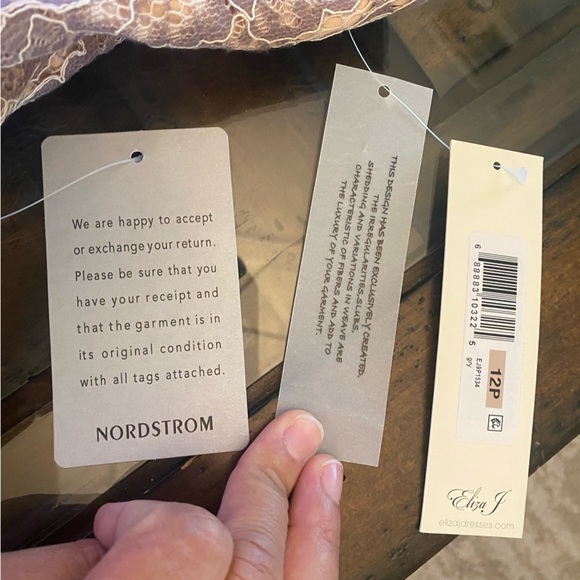 We are happy to accept
or exchange your return.
Please be sure that you
have your receipt and
that the garment is in
its original condition
with all tags attached.
NORDSTROM
THIS DESIGN HAS BEEN EXCLUSIVELY CREATED.
THE IRREGULARITIES, SLUBS,
SHEDDING AND VARIATIONS IN WEAVE ARE
CHARACTERISTIC OF FIBERS AND ADD TO
THE LUXURY OF YOUR GARMENT.
6 88883 10322 5
EJ9P1534
gry
12P
Eliza J
elizajdresses.com